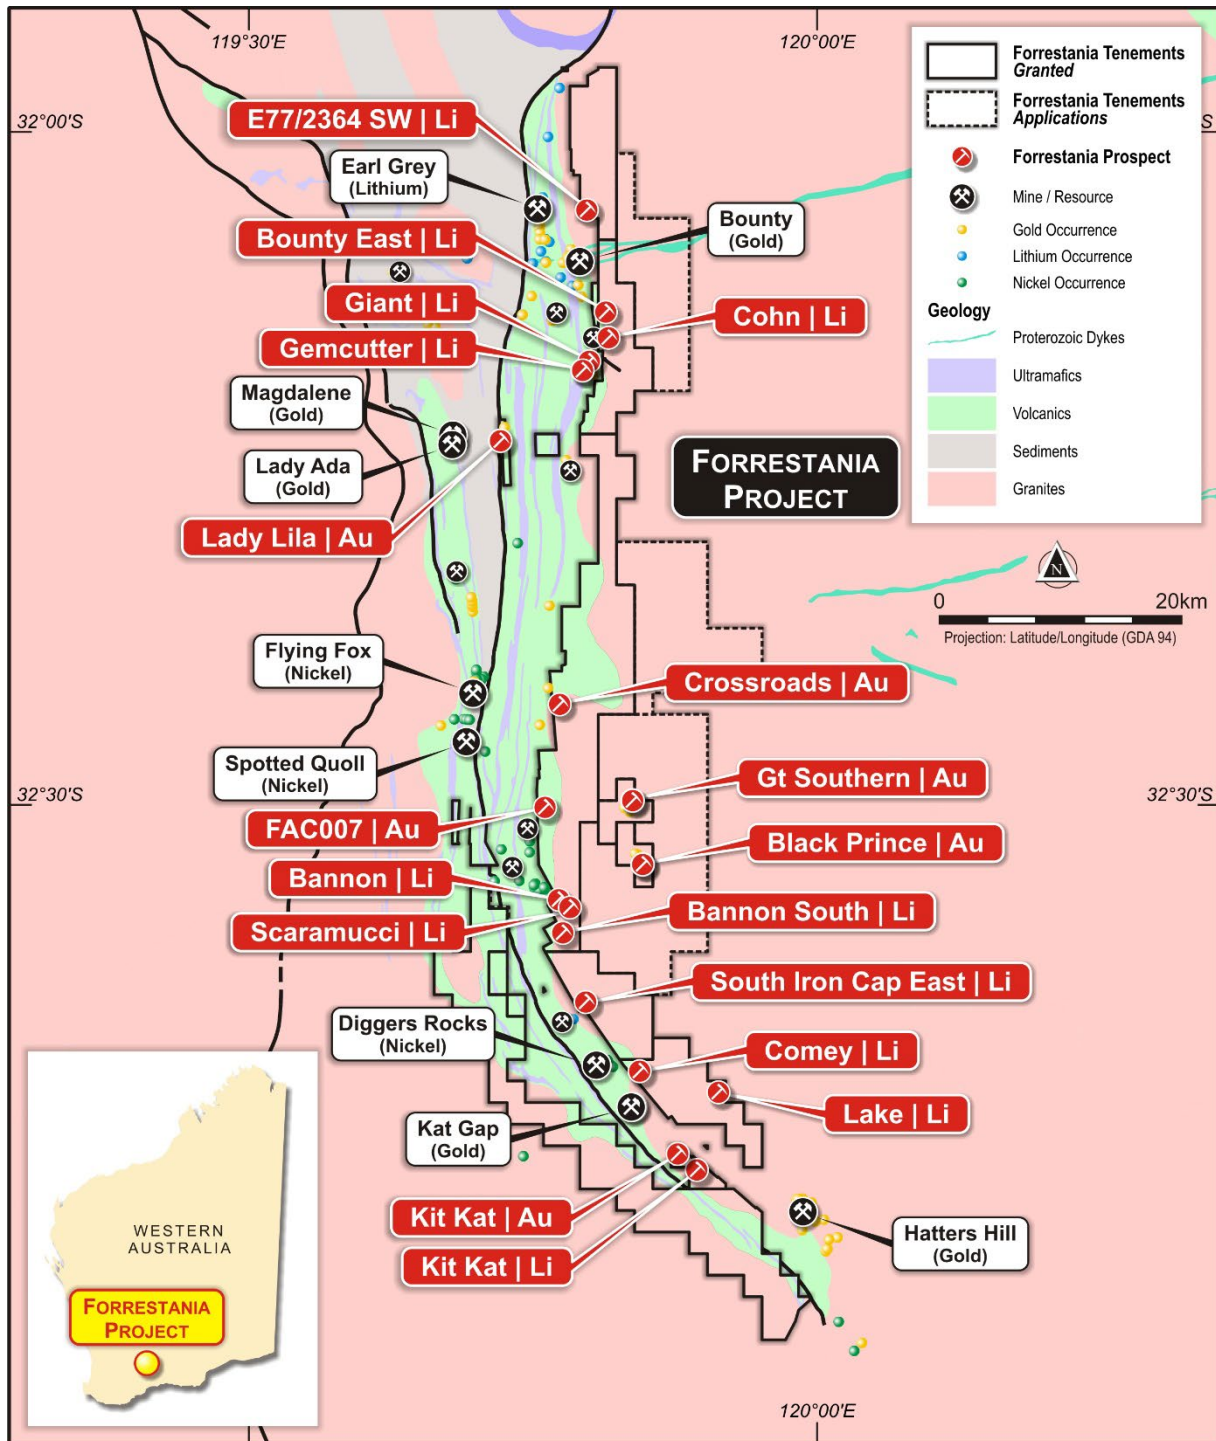 119°30'E
120°00'E
32°00'S
S
Forrestania Tenements
Granted
Forrestania Tenements
Applications
Forrestania Prospect
Mine / Resource
Gold Occurrence
Lithium Occurrence
Nickel Occurrence
Geology
Proterozoic Dykes
Ultramafics
Volcanics
Sediments
Granites
E77/2364 SW | Li
Earl Grey
(Lithium)
Bounty
(Gold)
Bounty East | Li
Giant | Li
Cohn | Li
Gemcutter | Li
Magdalene
(Gold)
Lady Ada
(Gold)
FORRESTANIA
PROJECT
Lady Lila | Au
N
0 20km
Projection: Latitude/Longitude (GDA 94)
Flying Fox
(Nickel)
Crossroads | Au
Spotted Quoll
(Nickel)
Gt Southern | Au
32°30'S
32°30'S
FAC007 | Au
Black Prince | Au
Bannon | Li
Bannon South | Li
Scaramucci | Li
South Iron Cap East | Li
Diggers Rocks
(Nickel)
Comey | Li
Lake | Li
Kat Gap
(Gold)
Kit Kat | Au
Hatters Hill
(Gold)
Kit Kat | Li
WESTERN
AUSTRALIA
FORRESTANIA
PROJECT
120°00'E